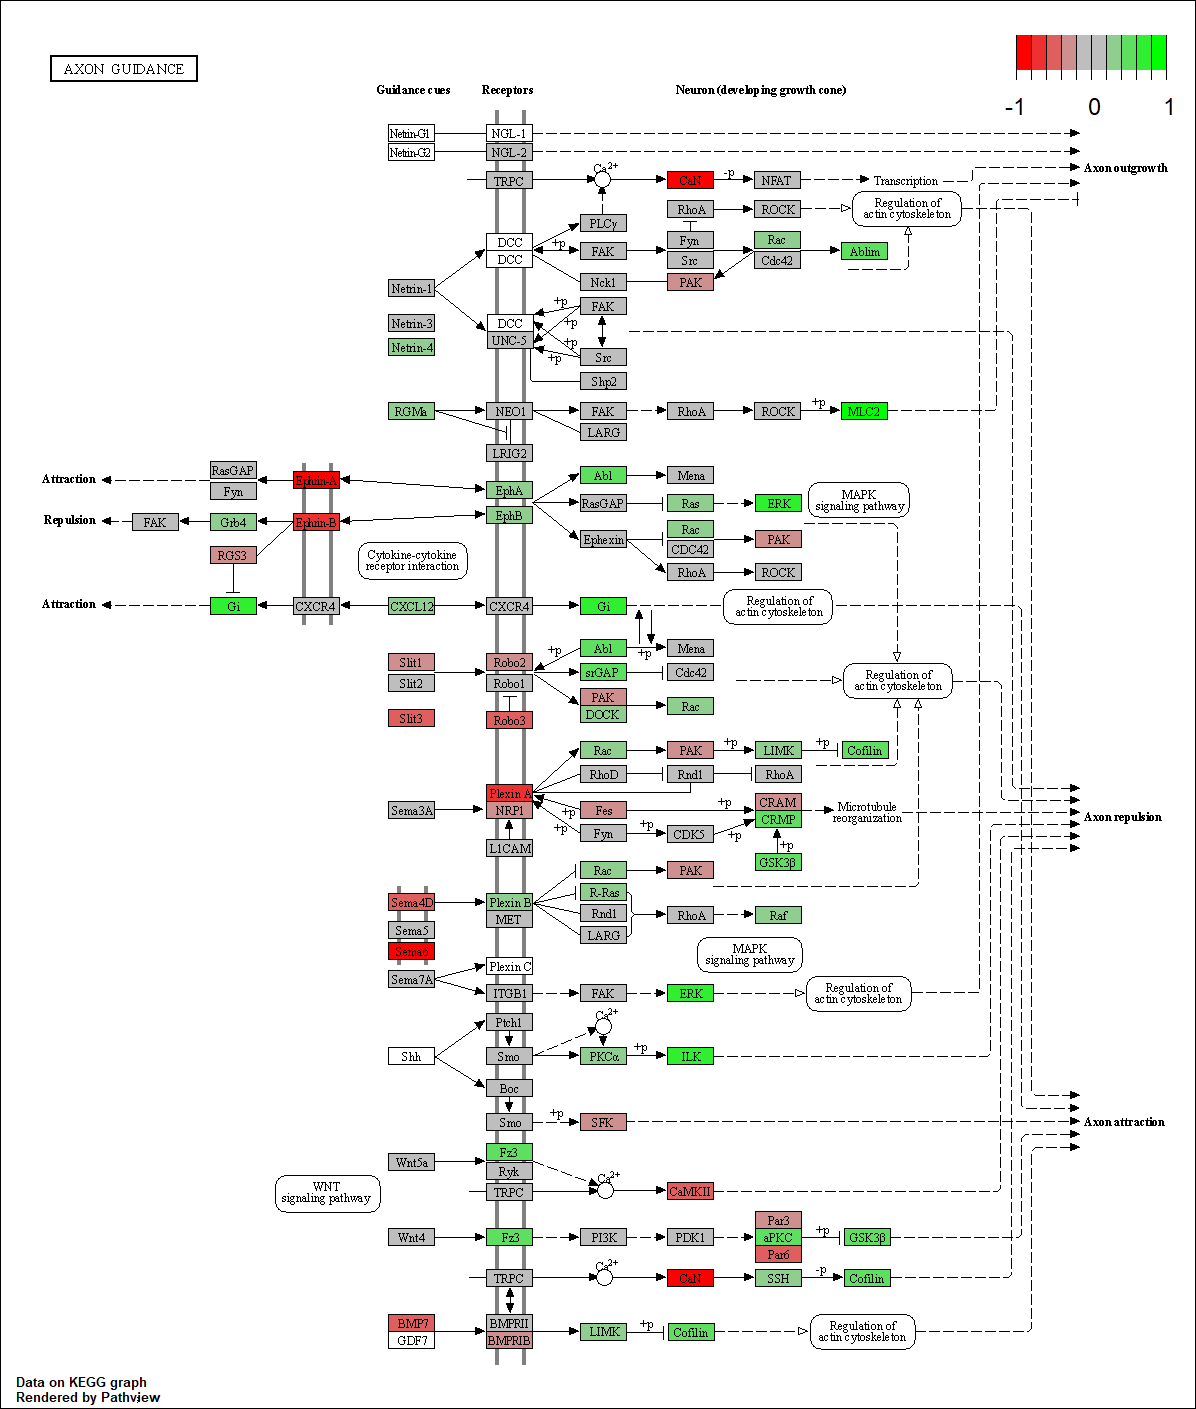 AXON GUIDANCE
-1 0 1
Guidance cues Receptors Neuron (developing growth cone)
Netrin-G1 NGL-1
Netrin-G2 NGL-2
Axon outgrowth
TRPC Ca2+ CaN -p NFAT Transcription
RhoA ROCK Regulation of
actin cytoskeleton
PLCγ
DCC +p FAK Fyn Rac Ablim
DCC Src Cdc42
Netrin-1 Nck1 PAK
+p FAK
Netrin-3 DCC +p
UNC-5 +p
Netrin-4 +p Src
Shp2
RGMa NEO1 FAK RhoA ROCK +p MLC2
LARG
LRIG2
Attraction RasGAP Ephrin-A Abl Mena
Fyn EphA RasGAP Ras ERK MAPK
signaling pathway
Repulsion FAK Grb4 Ephrin-B EphB
Rac
RGS3 Cytokine-cytokine
receptor interaction Ephexin CDC42 PAK
RhoA ROCK
Attraction Gi CXCR4 CXCL12 CXCR4 Gi Regulation of
actin cytoskeleton
+p Abl +p Mena
Slit1 Robo2
Slit2 Robo1 srGAP Cdc42 Regulation of
actin cytoskeleton
PAK
Slit3 Robo3 DOCK Rac
Rac PAK +p LIMK +p Cofilin
RhoD Rnd1 RhoA
Plexin A
Sema3A NRP1 +p Fes +p CRAM Microtubule
reorganization
CRMP
Axon repulsion
+p Fyn +p CDK5 +p
L1CAM +p
GSK3β
Rac PAK
Sema4D Plexin B R-Ras
MET Rnd1 RhoA Raf
Sema5 LARG
Sema6 MAPK
signaling pathway
Plexin C
Sema7A ITGB1 FAK ERK Regulation of
actin cytoskeleton
Ptch1 Ca2+
Shh Smo PKCα +p ILK
Boc
Smo +p SFK Axon attraction
Fz3
Wnt5a Ryk Ca2+
WNT
signaling pathway
TRPC CaMKII
Par3
Wnt4 Fz3 PI3K PDK1 aPKC +p GSK3β
Par6
TRPC Ca2+ CaN SSH -p Cofilin
BMP7 BMPRII
GDF7 BMPRIB LIMK +p Cofilin Regulation of
actin cytoskeleton
Data on KEGG graph
Rendered by Pathview